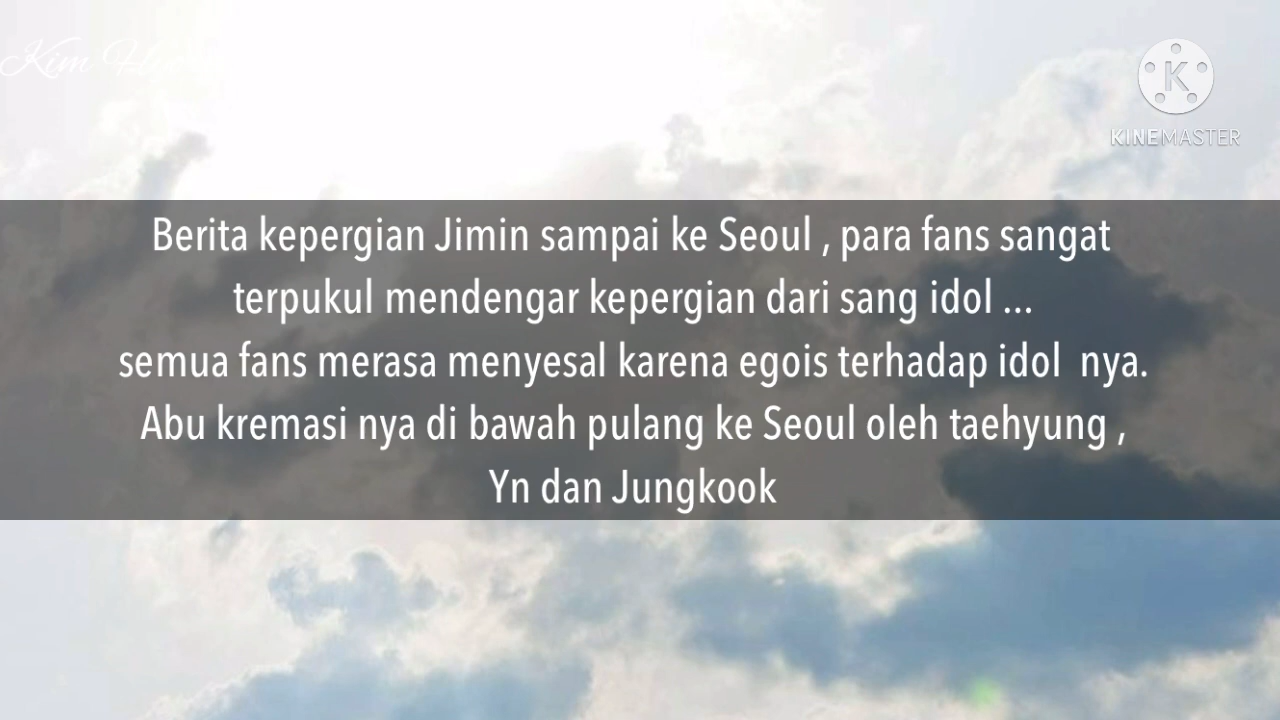 Kim
KINEMASTER
Berita kepergian Jimin sampai ke Seoul , para fans sangat
terpukul mendengar kepergian dari sang idol ...
semua fans merasa menyesal karena egois terhadap idol  nya.
Abu kremasi nya di bawah pulang ke Seoul oleh taehyung ,
Yn dan Jungkook